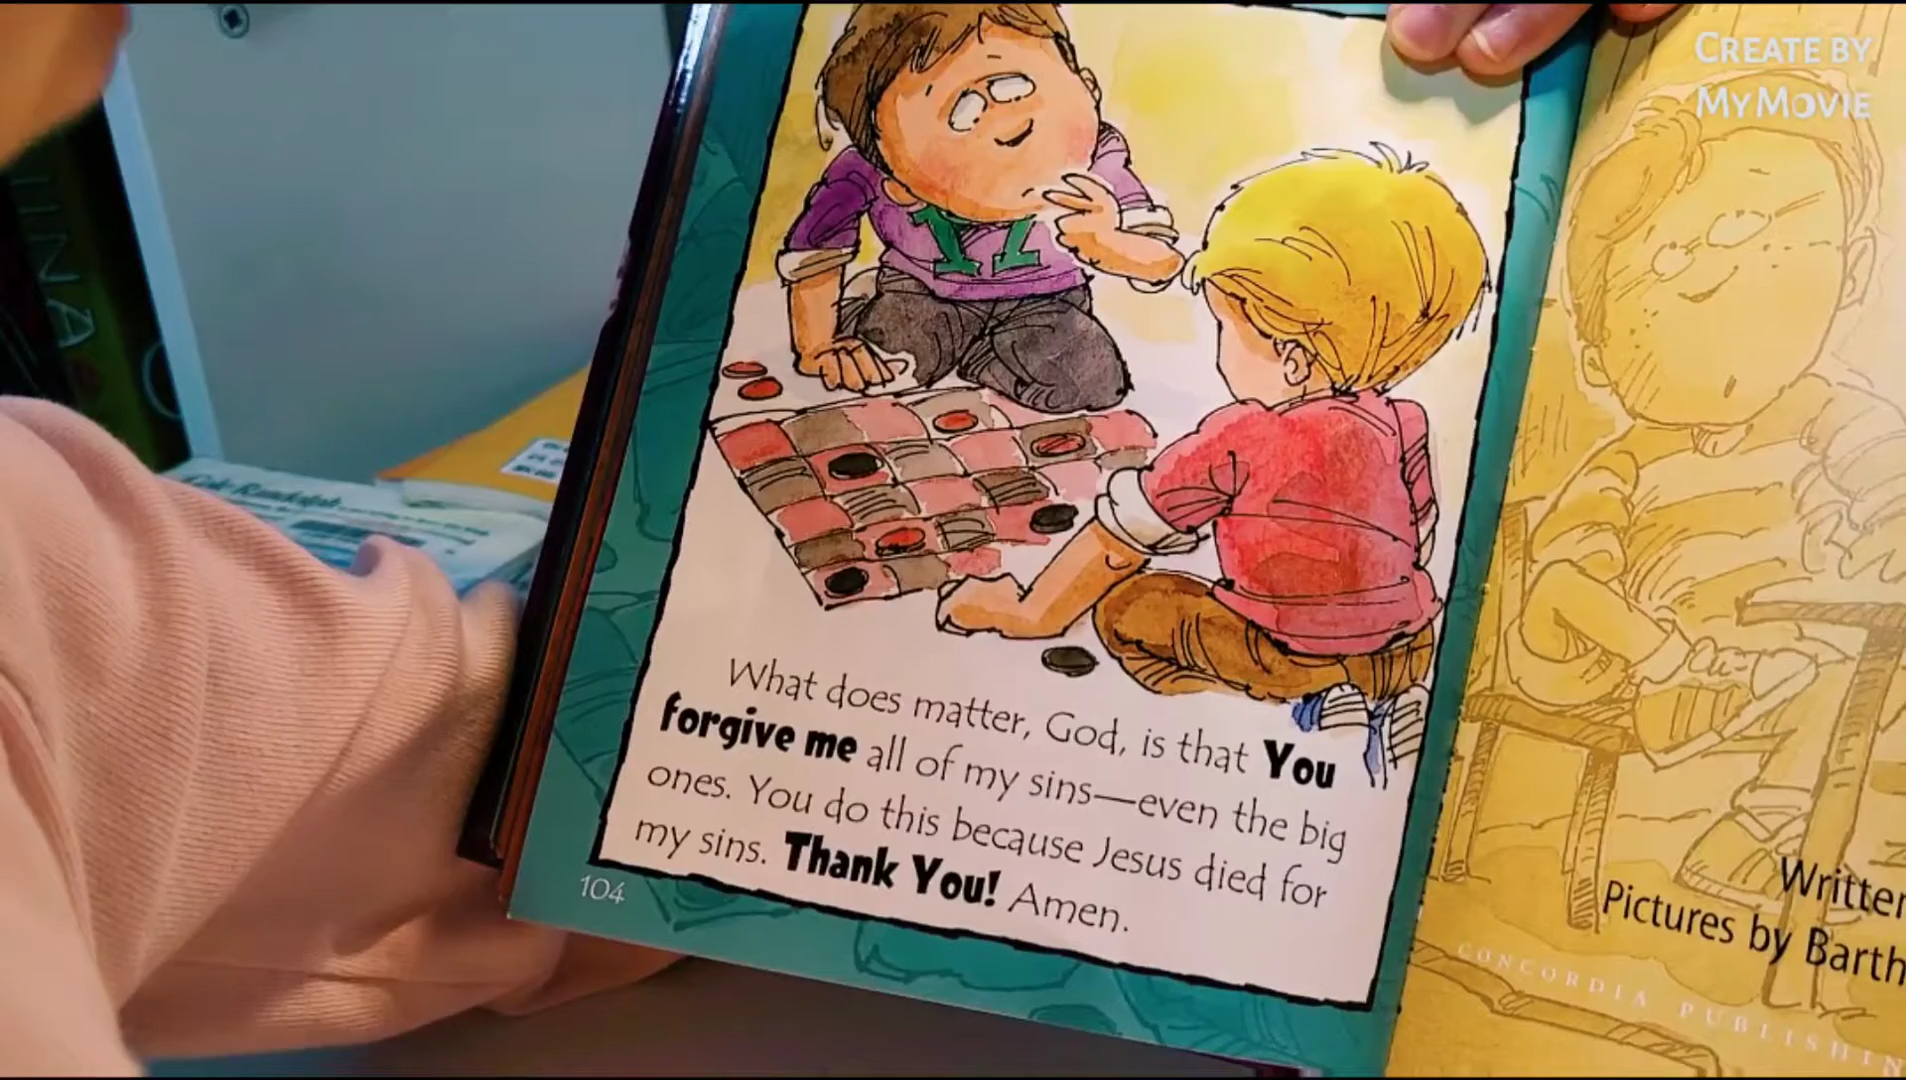 CREATE BY
MYMOVIE
What does matter, God, is that You
forgive me all of my sins—even the big
ones. You do this because Jesus died for
my sins. Thank You! Amen.
104
Written
Pictures by Barth
CONCORDIA PUBLISHIN